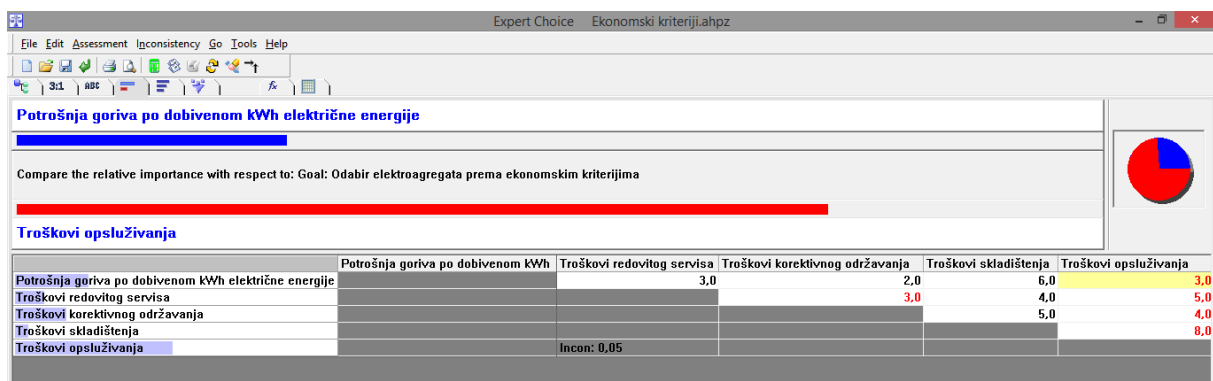 Expert Choice Ekonomski kriteriji.ahpz
File Edit Assessment Inconsistency Go Tools Help
3:1 ABC fx
Potrošnja goriva po dobivenom kWh električne energije
Compare the relative importance with respect to: Goal: Odabir elektroagregata prema ekonomskim kriterijima
Troškovi opsluživanja
Potrošnja goriva po dobivenom kWh Troškovi redovitog servisa Troškovi korektivnog održavanja Troškovi skladištenja Troškovi opsluživanja
Potrošnja goriva po dobivenom kWh električne energije 3,0 2,0 6,0 3,0
Troškovi redovitog servisa 3,0 4,0 5,0
Troškovi korektivnog održavanja 5,0 4,0
Troškovi skladištenja 8,0
Troškovi opsluživanja Incon: 0,05